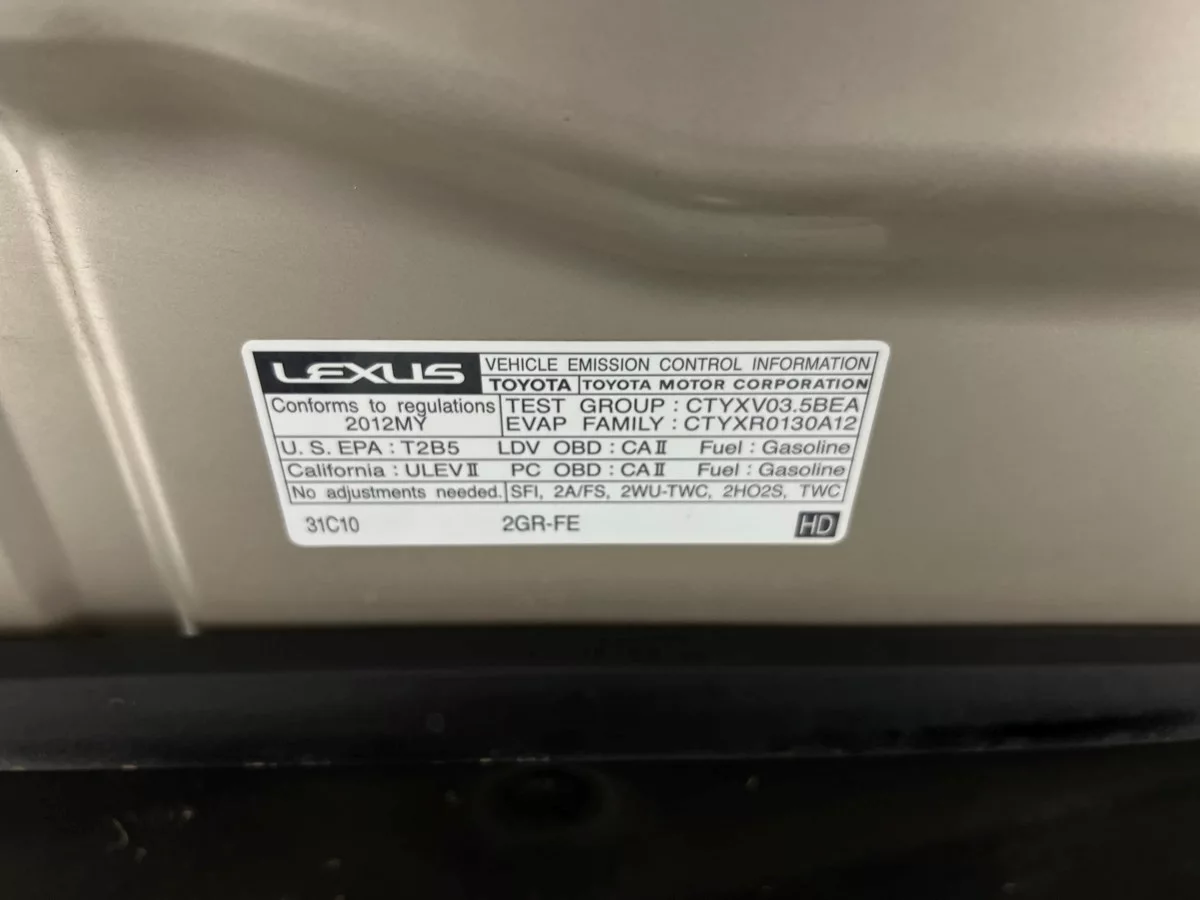 LEXUS VEHICLE EMISSION CONTROL INFORMATION
TOYOTA TOYOTA MOTOR CORPORATION
Conforms to regulations TEST GROUP : CTYXV03.5BEA
2012MY EVAP FAMILY : CTYXR0130A12
U. S. EPA : T2B5 LDV OBD : CAⅡ Fuel : Gasoline
California : ULEVⅡ PC OBD : CAⅡ Fuel : Gasoline
No adjustments needed. SFI, 2A/FS, 2WU-TWC, 2HO2S, TWC
31C10 2GR-FE HD